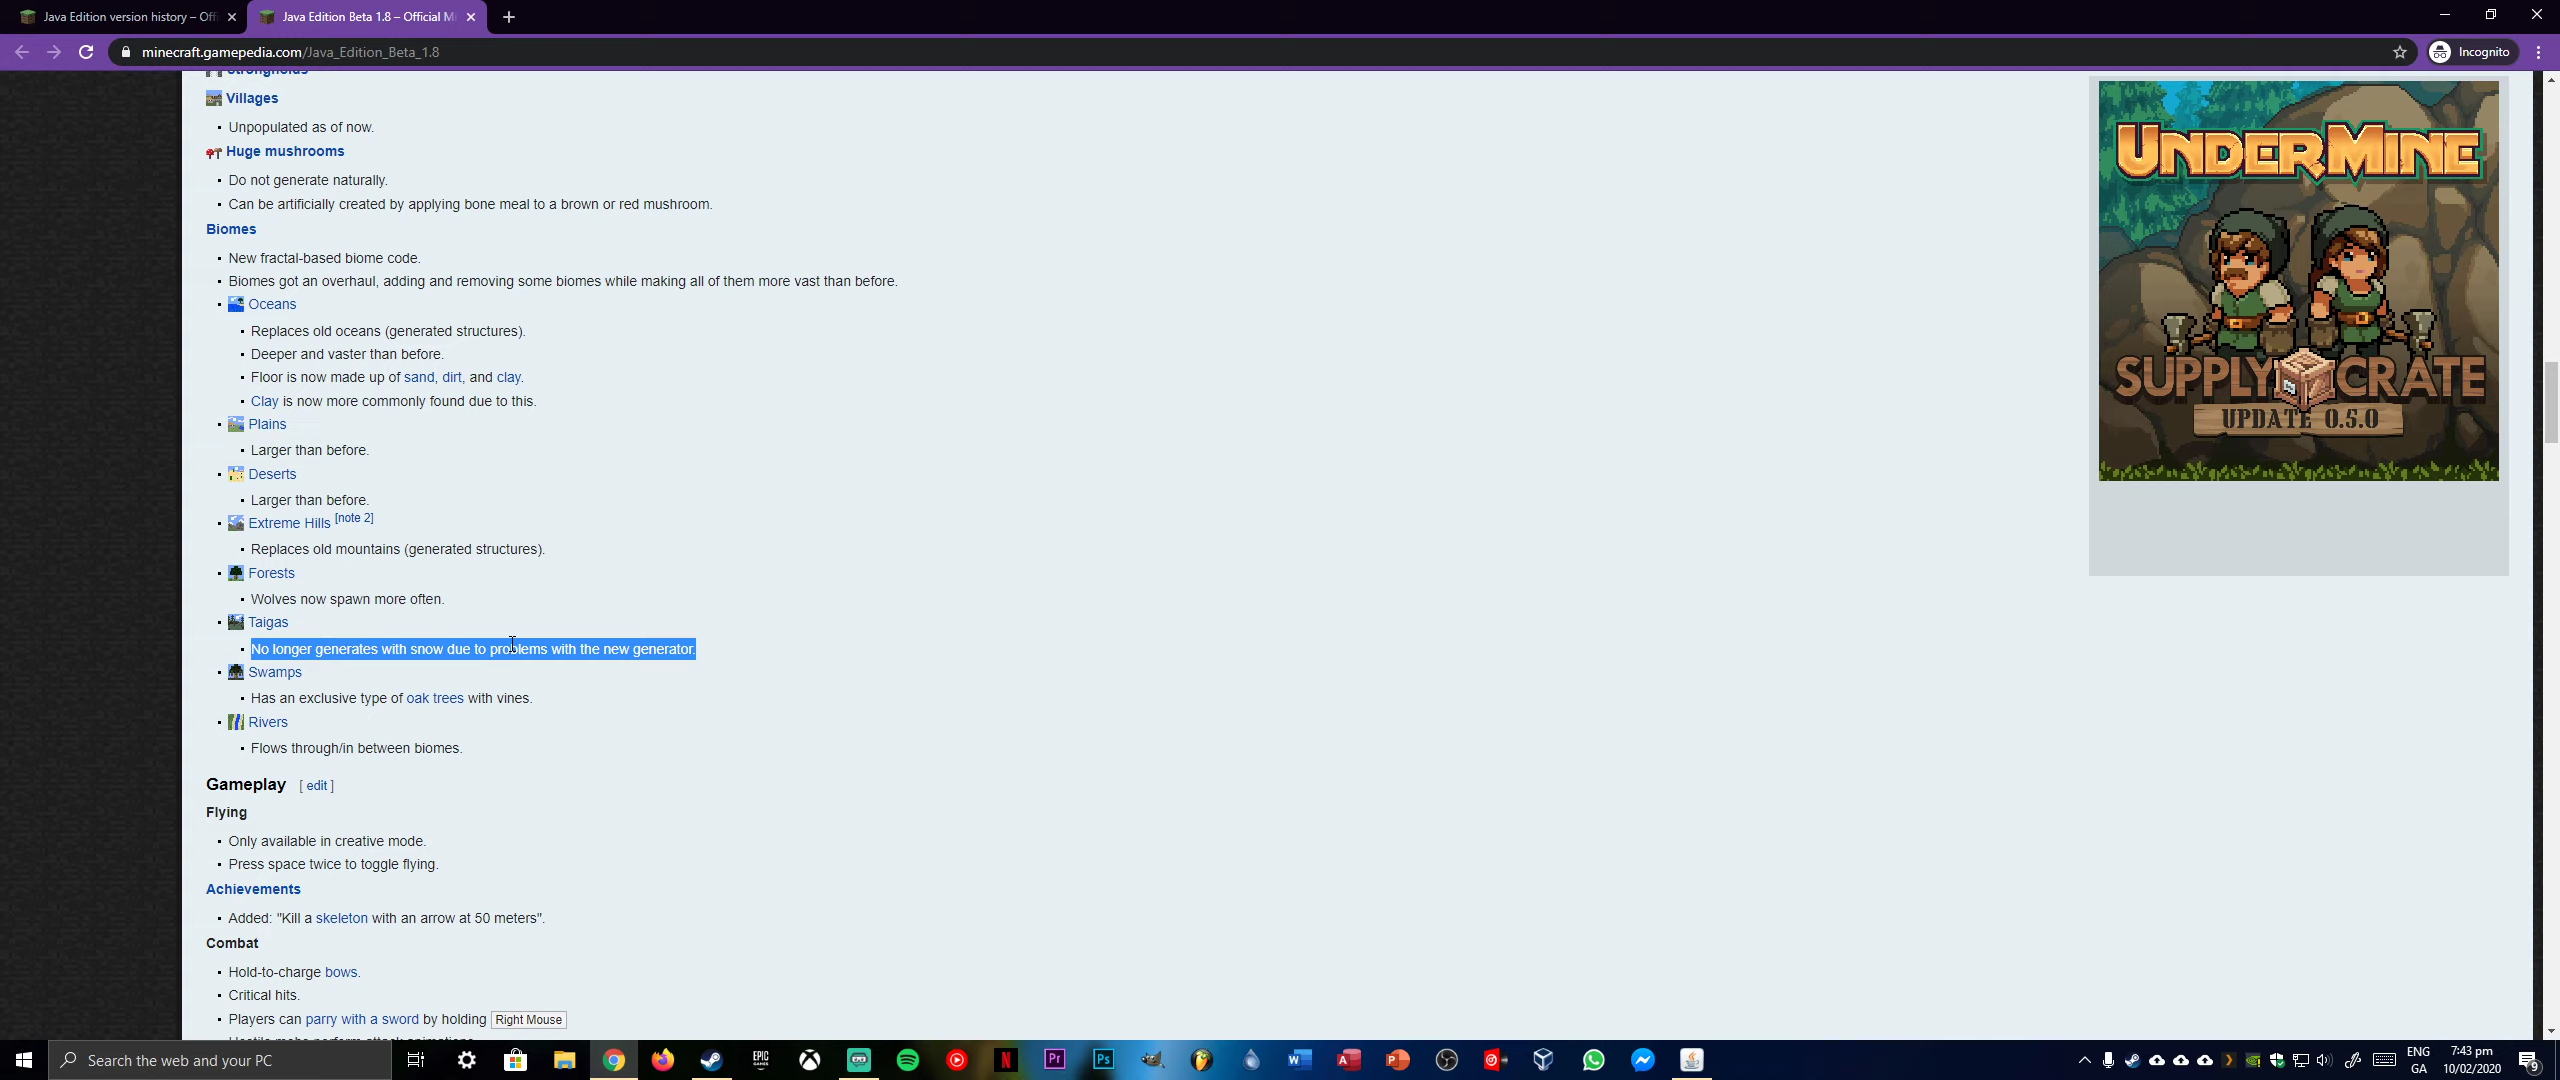 Java Edition version history – Offi
Java Edition Beta 1.8 – Official Mi
minecraft.gamepedia.com/Java_Edition_Beta_1.8
Incognito
Strongholds
Villages
Unpopulated as of now.
Huge mushrooms
Do not generate naturally.
Can be artificially created by applying bone meal to a brown or red mushroom.
Biomes
New fractal-based biome code.
Biomes got an overhaul, adding and removing some biomes while making all of them more vast than before.
Oceans
Replaces old oceans (generated structures).
Deeper and vaster than before.
Floor is now made up of sand, dirt, and clay.
Clay is now more commonly found due to this.
Plains
Larger than before.
Deserts
Larger than before.
Extreme Hills [note 2]
Replaces old mountains (generated structures).
Forests
Wolves now spawn more often.
Taigas
No longer generates with snow due to problems with the new generator.
Swamps
Has an exclusive type of oak trees with vines.
Rivers
Flows through/in between biomes.
Gameplay [ edit ]
Flying
Only available in creative mode.
Press space twice to toggle flying.
Achievements
Added: "Kill a skeleton with an arrow at 50 meters".
Combat
Hold-to-charge bows.
Critical hits.
Players can parry with a sword by holding Right Mouse
UNDERMINE
SUPPLY CRATE
UPDATE 0.5.0
Search the web and your PC
EPIC
GAMES
N
Pr
Ps
W
A
P
ENG
GA
7:43 pm
10/02/2020
9